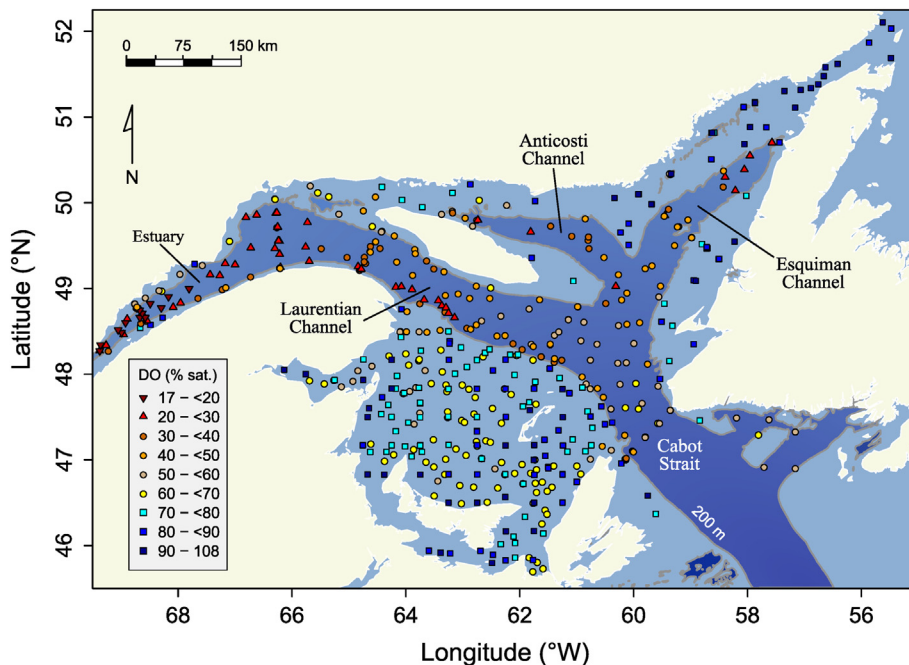 52
51
50
49
48
47
46
Latitude (°N)
0 75 150 km
N
Anticosti
Channel
Estuary
Esquiman
Channel
Laurentian
Channel
DO (% sat.)
17 – <20
20 – <30
30 – <40
40 – <50
50 – <60
60 – <70
70 – <80
80 – <90
90 – 108
Cabot
Strait
200 m
68 66 64 62 60 58 56
Longitude (°W)